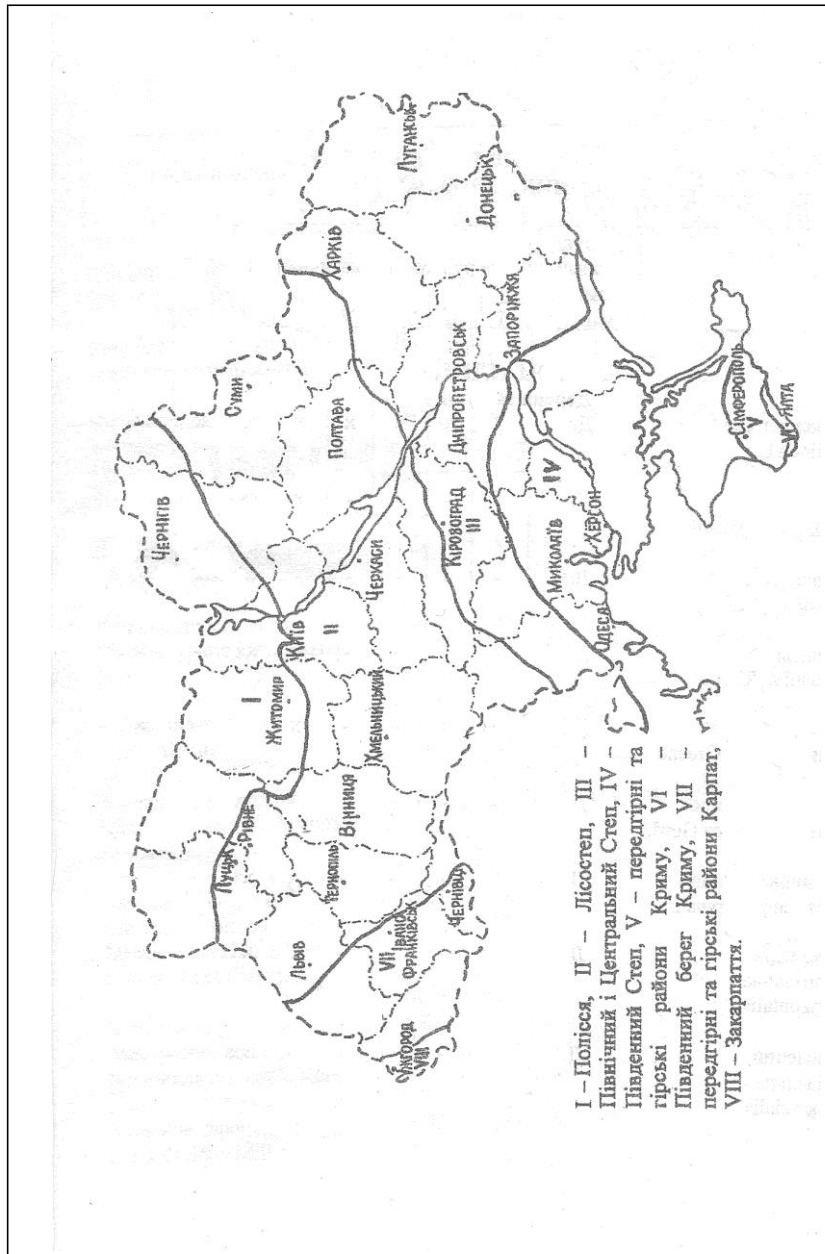 ЧЕРНІГІВ
СУМИ
I
ЛУЦЬК
РІВНЕ
ЖИТОМИР
КИЇВ
II
ХАРКІВ
ПОЛТАВА
ЛУГАНСЬК
ЛЬВІВ
ТЕРНОПІЛЬ
ВІННИЦЯ
ХМЕЛЬНИЦЬКИЙ
ЧЕРКАСИ
VII
ІВАНО
ФРАНКІВСЬК
УЖГОРОД
VIII
ЧЕРНІВЦІ
КІРОВОГРАД
III
ДНІПРОПЕТРОВСЬК
ДОНЕЦЬК
ЗАПОРІЖЖЯ
IV
МИКОЛАЇВ
ХЕРСОН
ОДЕСА
СІМФЕРОПОЛЬ
V
VI
ЯЛТА
I – Полісся, II – Лісостеп, III –
Північний і Центральний Степ, IV –
Південний Степ, V – передгірні та
гірські райони Криму, VI –
Південний берег Криму, VII –
передгірні та гірські райони Карпат,
VIII – Закарпаття.